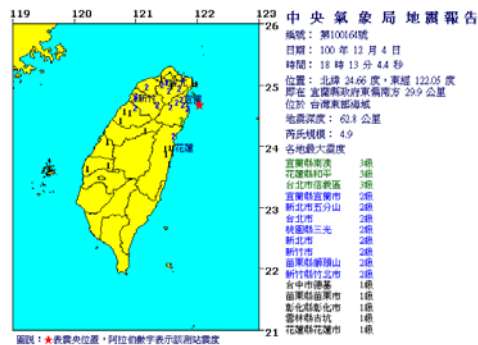 中央氣象局地震報告
編號： 第100164號
日期： 100 年 12 月 4 日
時間： 18 時 13 分 4.4 秒
位置： 北緯 24.66 度，東經 122.05 度
即在 宜蘭縣政府東偏南方 29.9 公里
位於 台灣東部海域
地震深度： 62.8 公里
芮氏規模： 4.9
各地最大震度
宜蘭縣南澳 3級
花蓮縣和平 3級
台北市信義區 3級
宜蘭縣宜蘭市 2級
新北市五分山 2級
台北市 2級
桃園縣三光 2級
新北市 2級
新竹市 2級
苗栗縣獅頭山 2級
新竹縣竹北市 2級
台中市德基 1級
苗栗縣苗栗市 1級
彰化縣彰化市 1級
雲林縣古坑 1級
花蓮縣花蓮市 1級
119 120 121 122 123
26
25
24
23
22
21
新竹
宜蘭
花蓮
圖說：★表震央位置，阿拉伯數字表示該測站震度